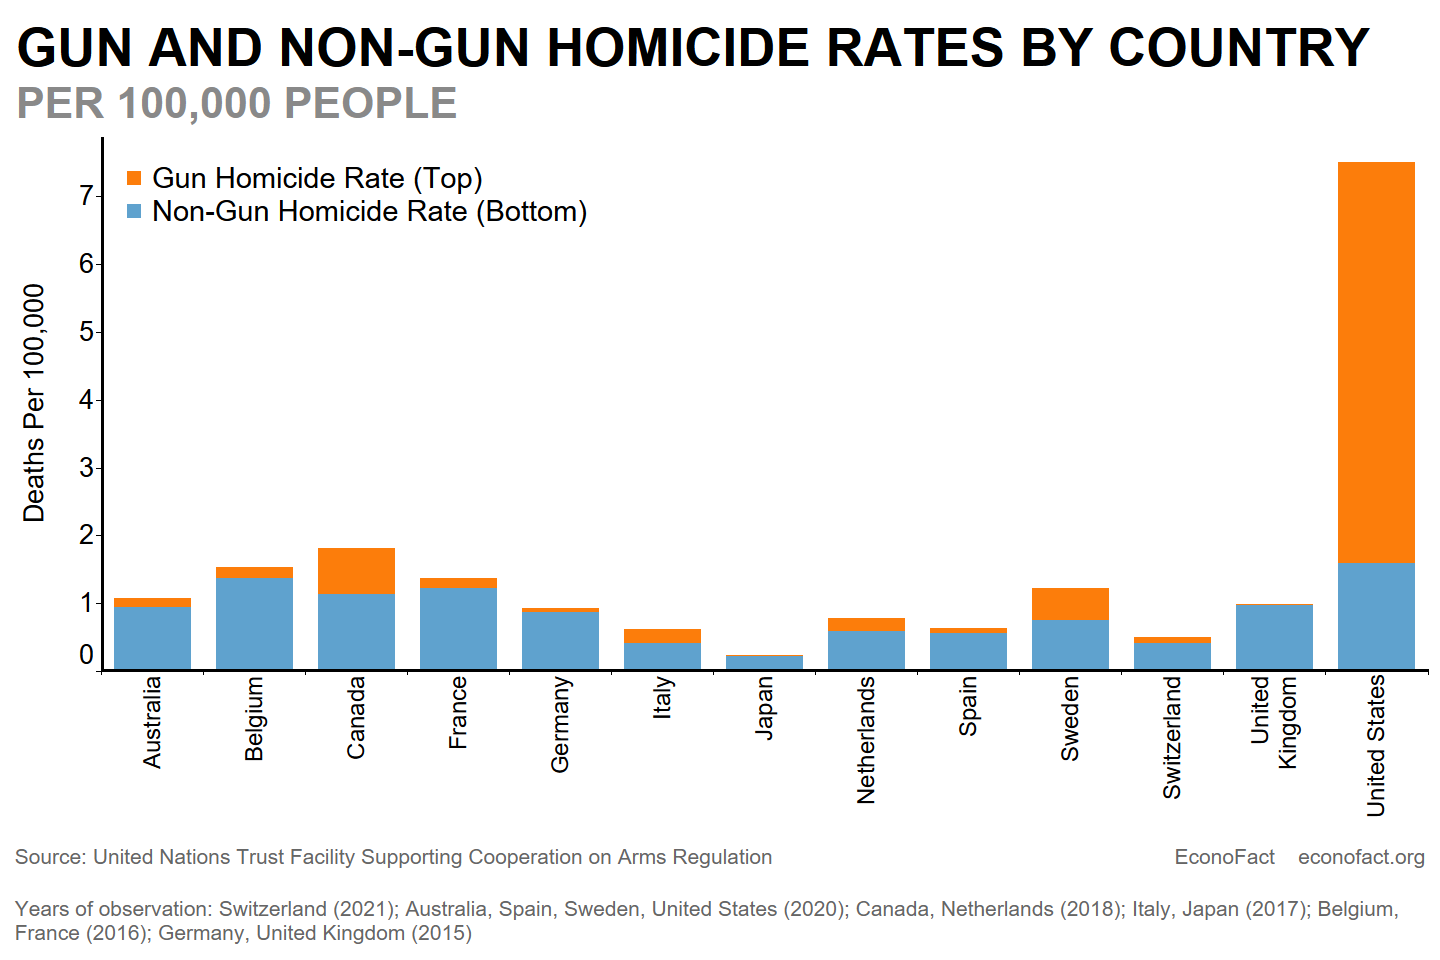 GUN AND NON-GUN HOMICIDE RATES BY COUNTRY
PER 100,000 PEOPLE
Gun Homicide Rate (Top)
Non-Gun Homicide Rate (Bottom)
Deaths Per 100,000
7
6
5
4
3
2
1
0
Australia
Belgium
Canada
France
Germany
Italy
Japan
Netherlands
Spain
Sweden
Switzerland
United
Kingdom
United States
Source: United Nations Trust Facility Supporting Cooperation on Arms Regulation
EconoFact econofact.org
Years of observation: Switzerland (2021); Australia, Spain, Sweden, United States (2020); Canada, Netherlands (2018); Italy, Japan (2017); Belgium,
France (2016); Germany, United Kingdom (2015)